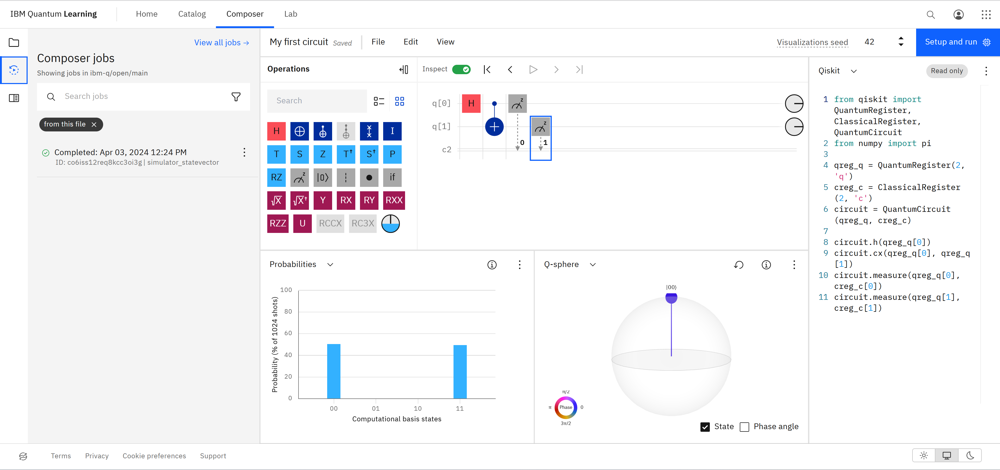 IBM Quantum Learning
Home
Catalog
Composer
Lab
View all jobs →
Composer jobs
Showing jobs in ibm-q/open/main
Search jobs
from this file
Completed: Apr 03, 2024 12:24 PM
ID: co6iss12req8kcc3oi3g | simulator_statevector
My first circuit Saved
File
Edit
View
Visualizations seed
42
Setup and run
Operations
Search
H I
T S Z T† S† P
RZ z |0⟩ if
√X √X† Y RX RY RXX
RZZ U RCCX RC3X
Inspect
q[0] H z
q[1] z
0 1
c2
Qiskit
Read only
1 from qiskit import
QuantumRegister,
ClassicalRegister,
QuantumCircuit
2 from numpy import pi
3
4 qreg_q = QuantumRegister(2,
'q')
5 creg_c = ClassicalRegister
(2, 'c')
6 circuit = QuantumCircuit
(qreg_q, creg_c)
7
8 circuit.h(qreg_q[0])
9 circuit.cx(qreg_q[0], qreg_q
[1])
10 circuit.measure(qreg_q[0],
creg_c[0])
11 circuit.measure(qreg_q[1],
creg_c[1])
Probabilities
Probability (% of 1024 shots)
100
80
60
40
20
0
00 01 10 11
Computational basis states
Q-sphere
|00⟩
π/2
π Phase 0
3π/2
State
Phase angle
Terms
Privacy
Cookie preferences
Support